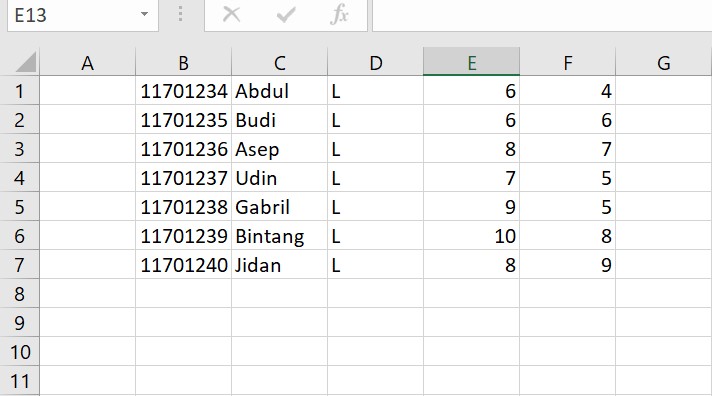 E13 fx
A B C D E F G
1 11701234 Abdul L 6 4
2 11701235 Budi L 6 6
3 11701236 Asep L 8 7
4 11701237 Udin L 7 5
5 11701238 Gabril L 9 5
6 11701239 Bintang L 10 8
7 11701240 Jidan L 8 9
8
9
10
11